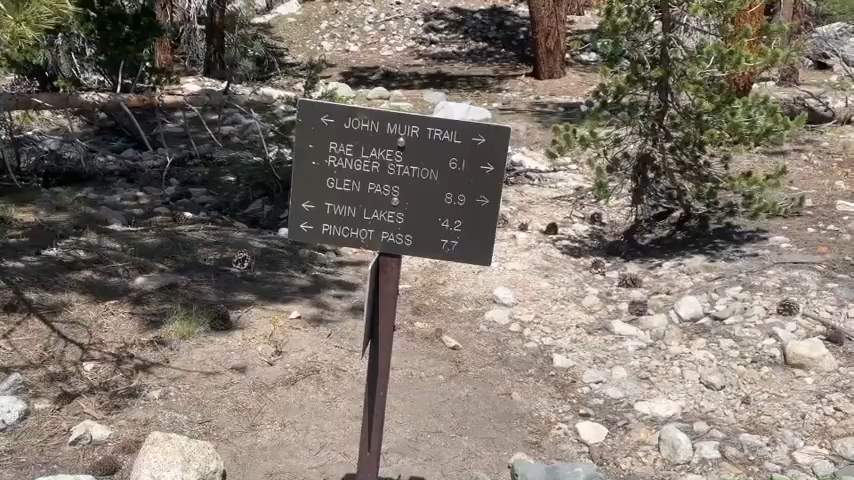 ← JOHN MUIR TRAIL →
RAE LAKES
RANGER STATION 6.1 →
GLEN PASS 8.9 →
← TWIN LAKES 4.2
← PINCHOT PASS 7.7